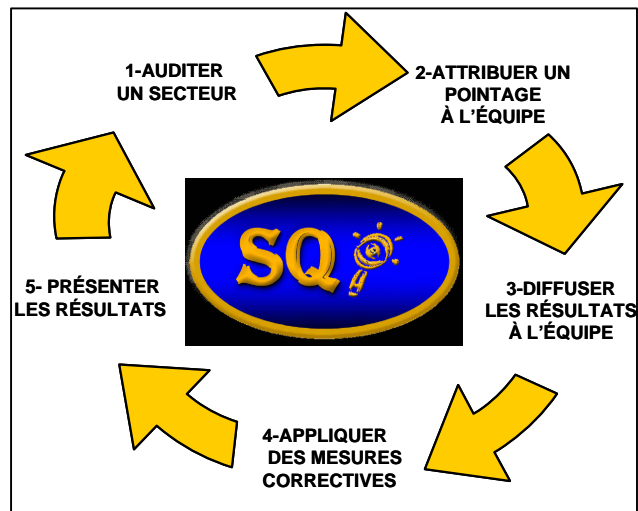 1-AUDITER
UN SECTEUR
2-ATTRIBUER UN
POINTAGE
À L'ÉQUIPE
3-DIFFUSER
LES RÉSULTATS
À L'ÉQUIPE
4-APPLIQUER
DES MESURES
CORRECTIVES
5- PRÉSENTER
LES RÉSULTATS
SQ